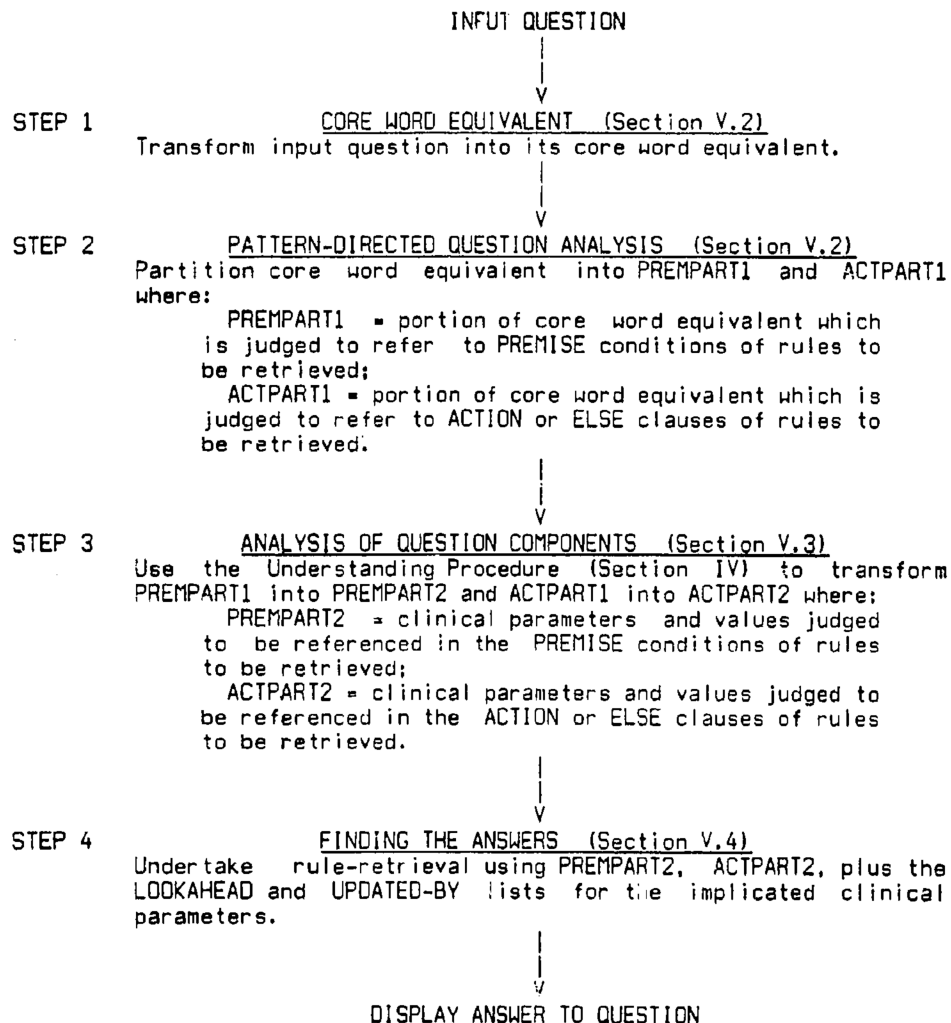 INFUT QUESTION
STEP 1 CORE WORD EQUIVALENT (Section V.2)
Transform input question into its core word equivalent.
STEP 2 PATTERN-DIRECTED QUESTION ANALYSIS (Section V.2)
Partition core word equivalent into PREMPART1 and ACTPART1
where:
PREMPART1 = portion of core word equivalent which
is judged to refer to PREMISE conditions of rules to
be retrieved;
ACTPART1 = portion of core word equivalent which is
judged to refer to ACTION or ELSE clauses of rules to
be retrieved.
STEP 3 ANALYSIS OF QUESTION COMPONENTS (Section V.3)
Use the Understanding Procedure (Section IV) to transform
PREMPART1 into PREMPART2 and ACTPART1 into ACTPART2 where:
PREMPART2 = clinical parameters and values judged
to be referenced in the PREMISE conditions of rules
to be retrieved;
ACTPART2 = clinical parameters and values judged to
be referenced in the ACTION or ELSE clauses of rules
to be retrieved.
STEP 4 FINDING THE ANSWERS (Section V.4)
Undertake rule-retrieval using PREMPART2, ACTPART2, plus the
LOOKAHEAD and UPDATED-BY lists for the implicated clinical
parameters.
DISPLAY ANSWER TO QUESTION